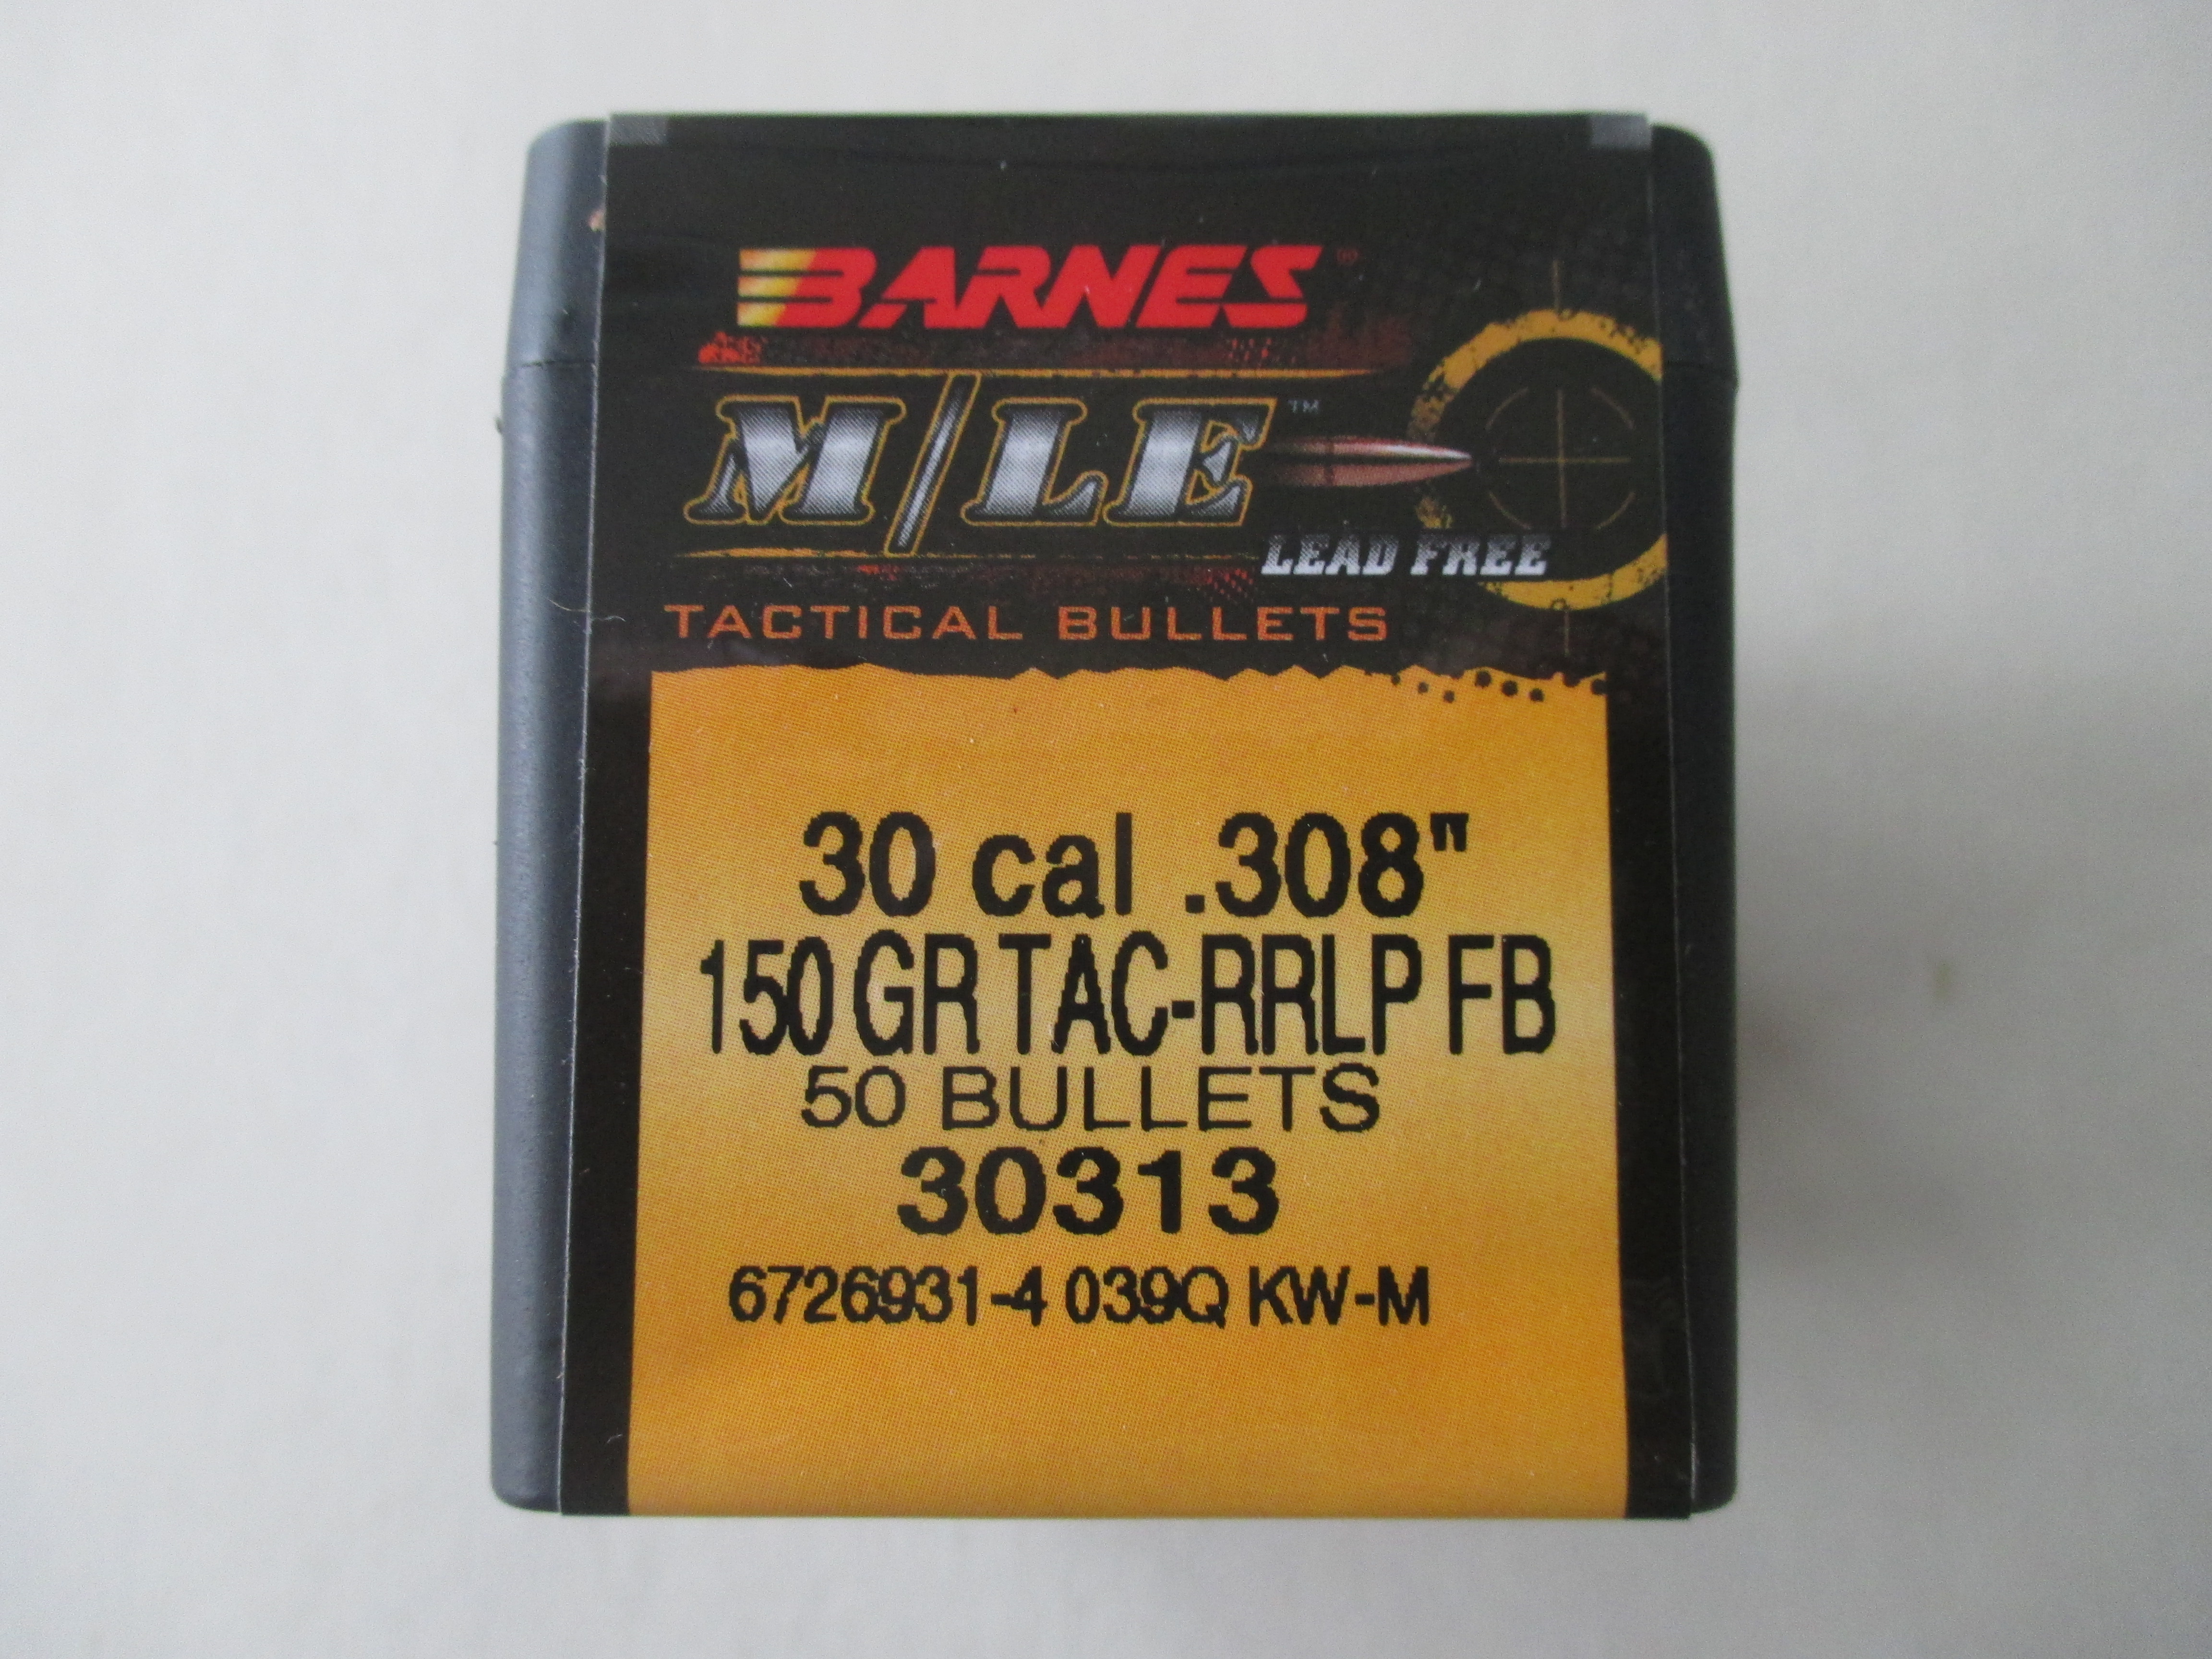 BARNES®
M/LE™
LEAD FREE
TACTICAL BULLETS
30 cal .308"
150 GR TAC-RRLP FB
50 BULLETS
30313
6726931-4 039Q KW-M